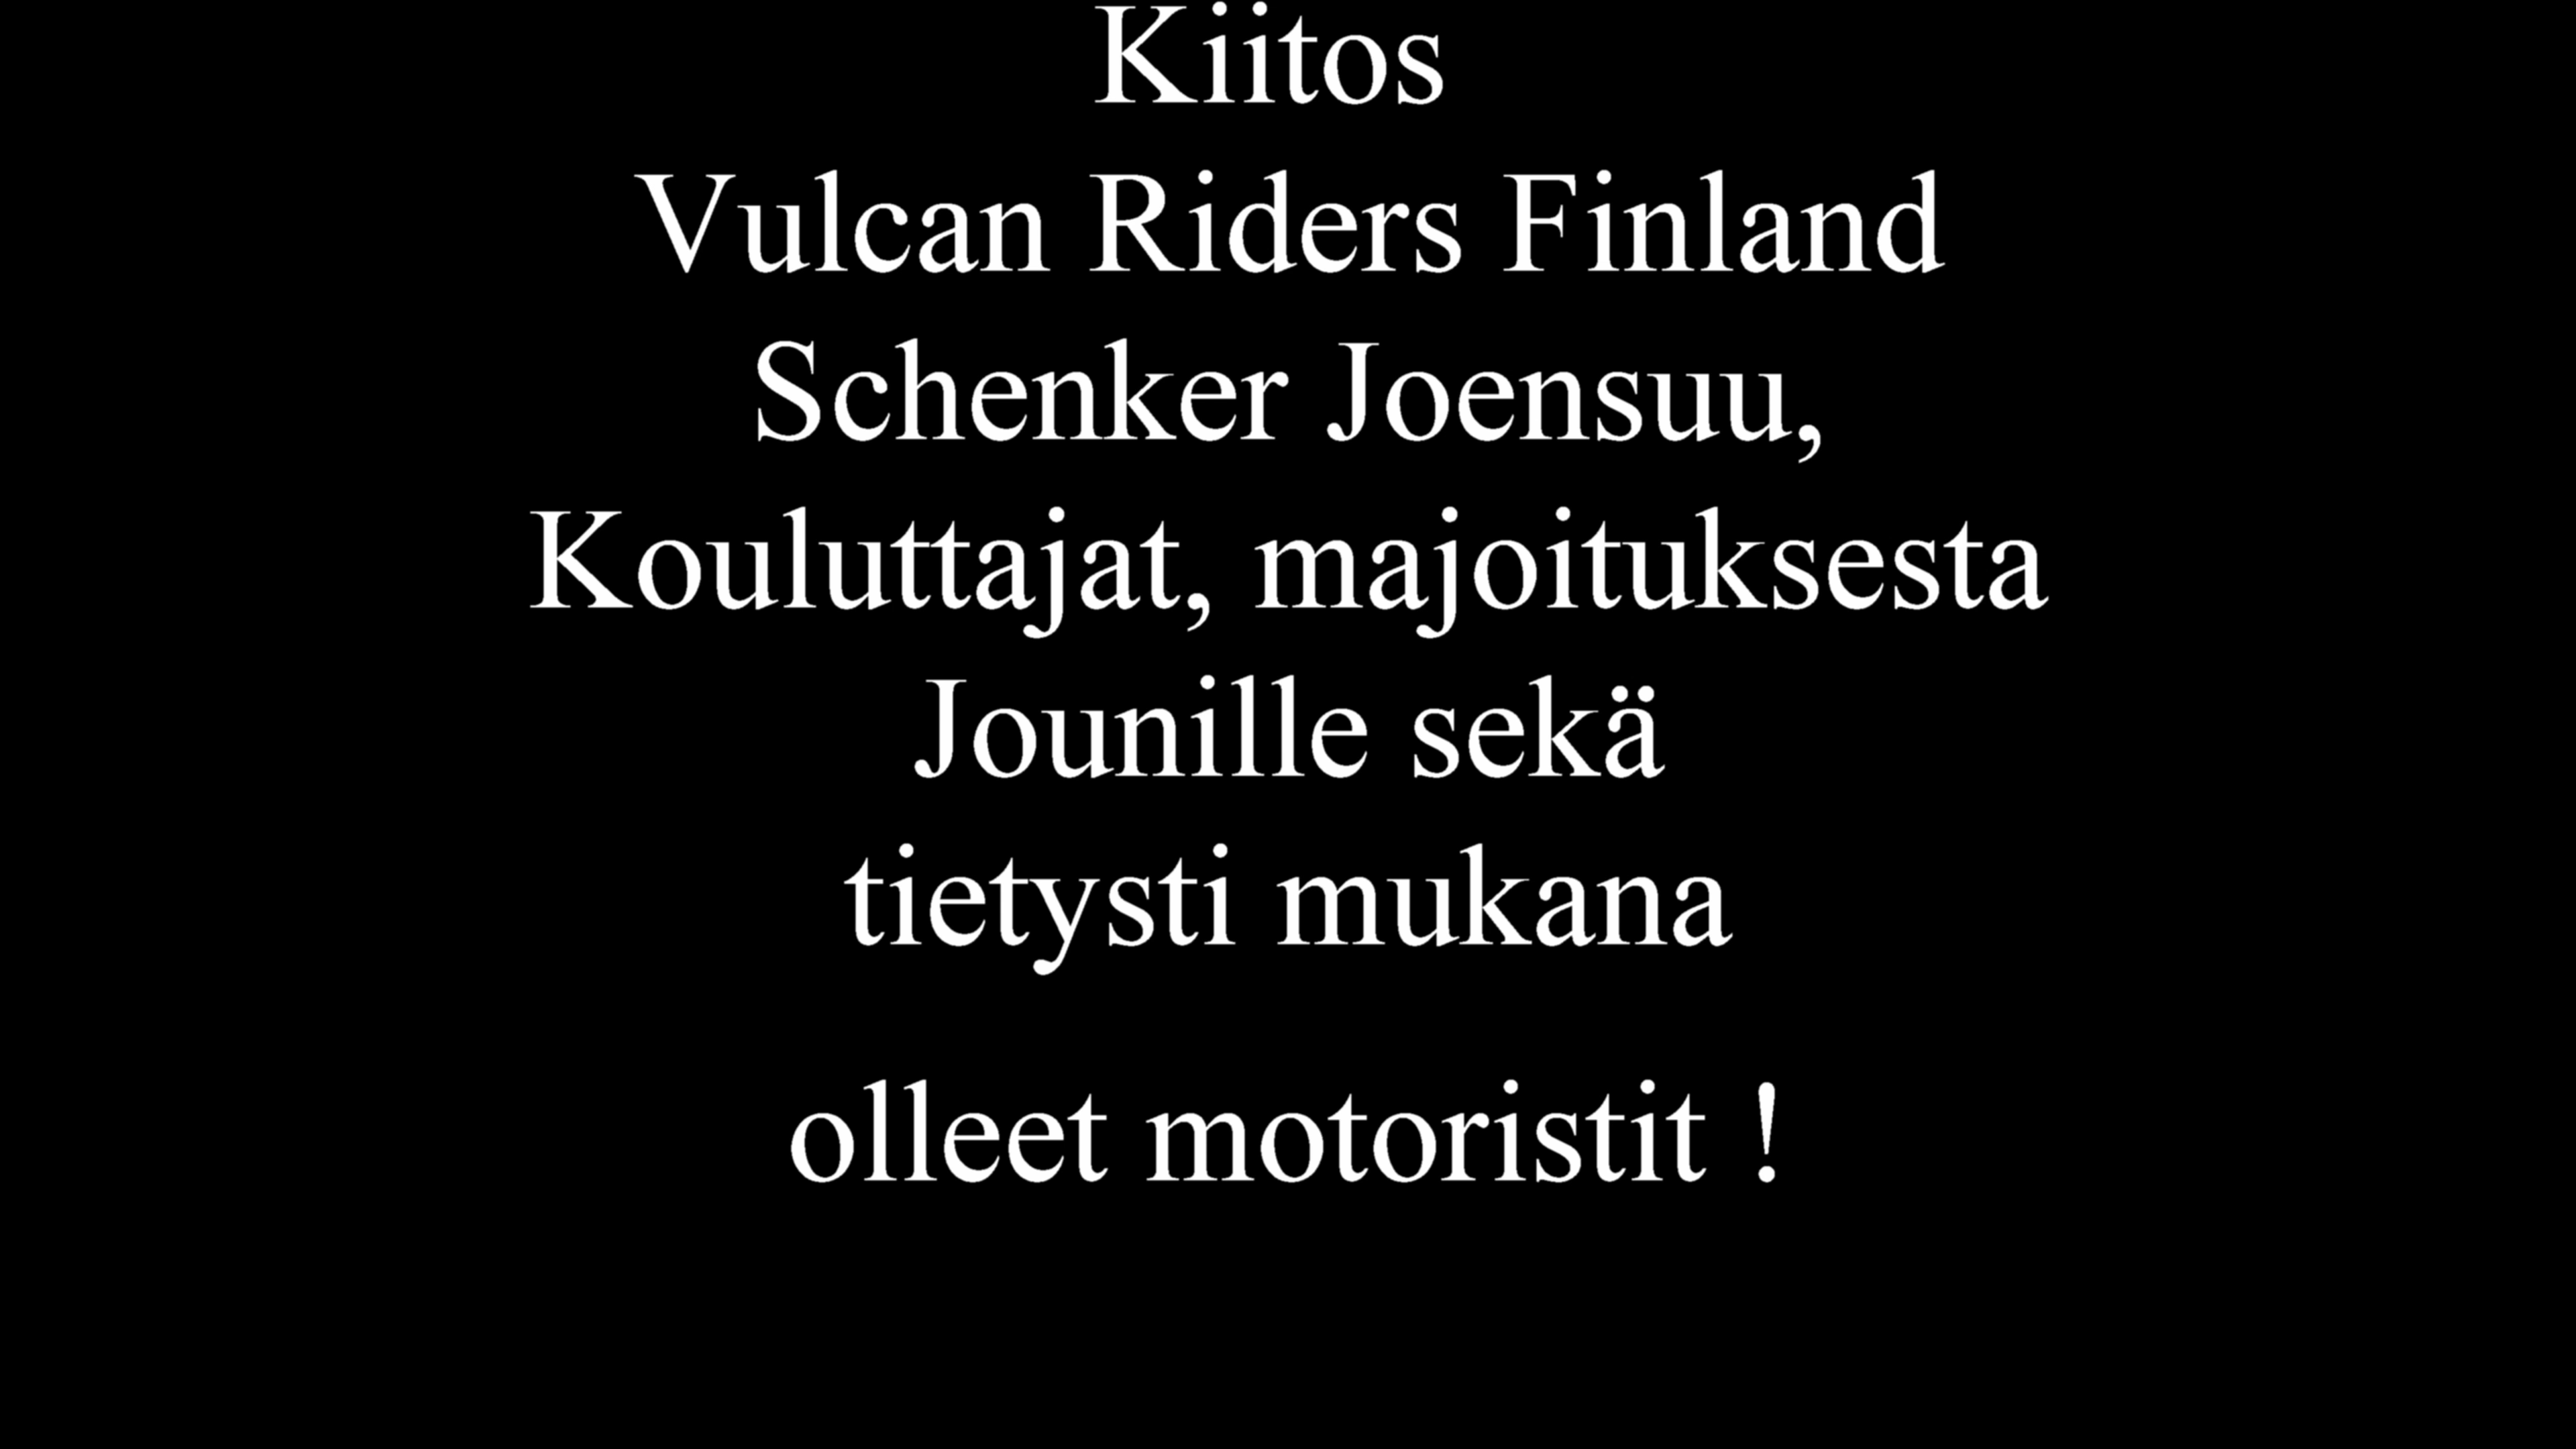 Kiitos
Vulcan Riders Finland
Schenker Joensuu,
Kouluttajat, majoituksesta
Jounille sekä
tietysti mukana
olleet motoristit !